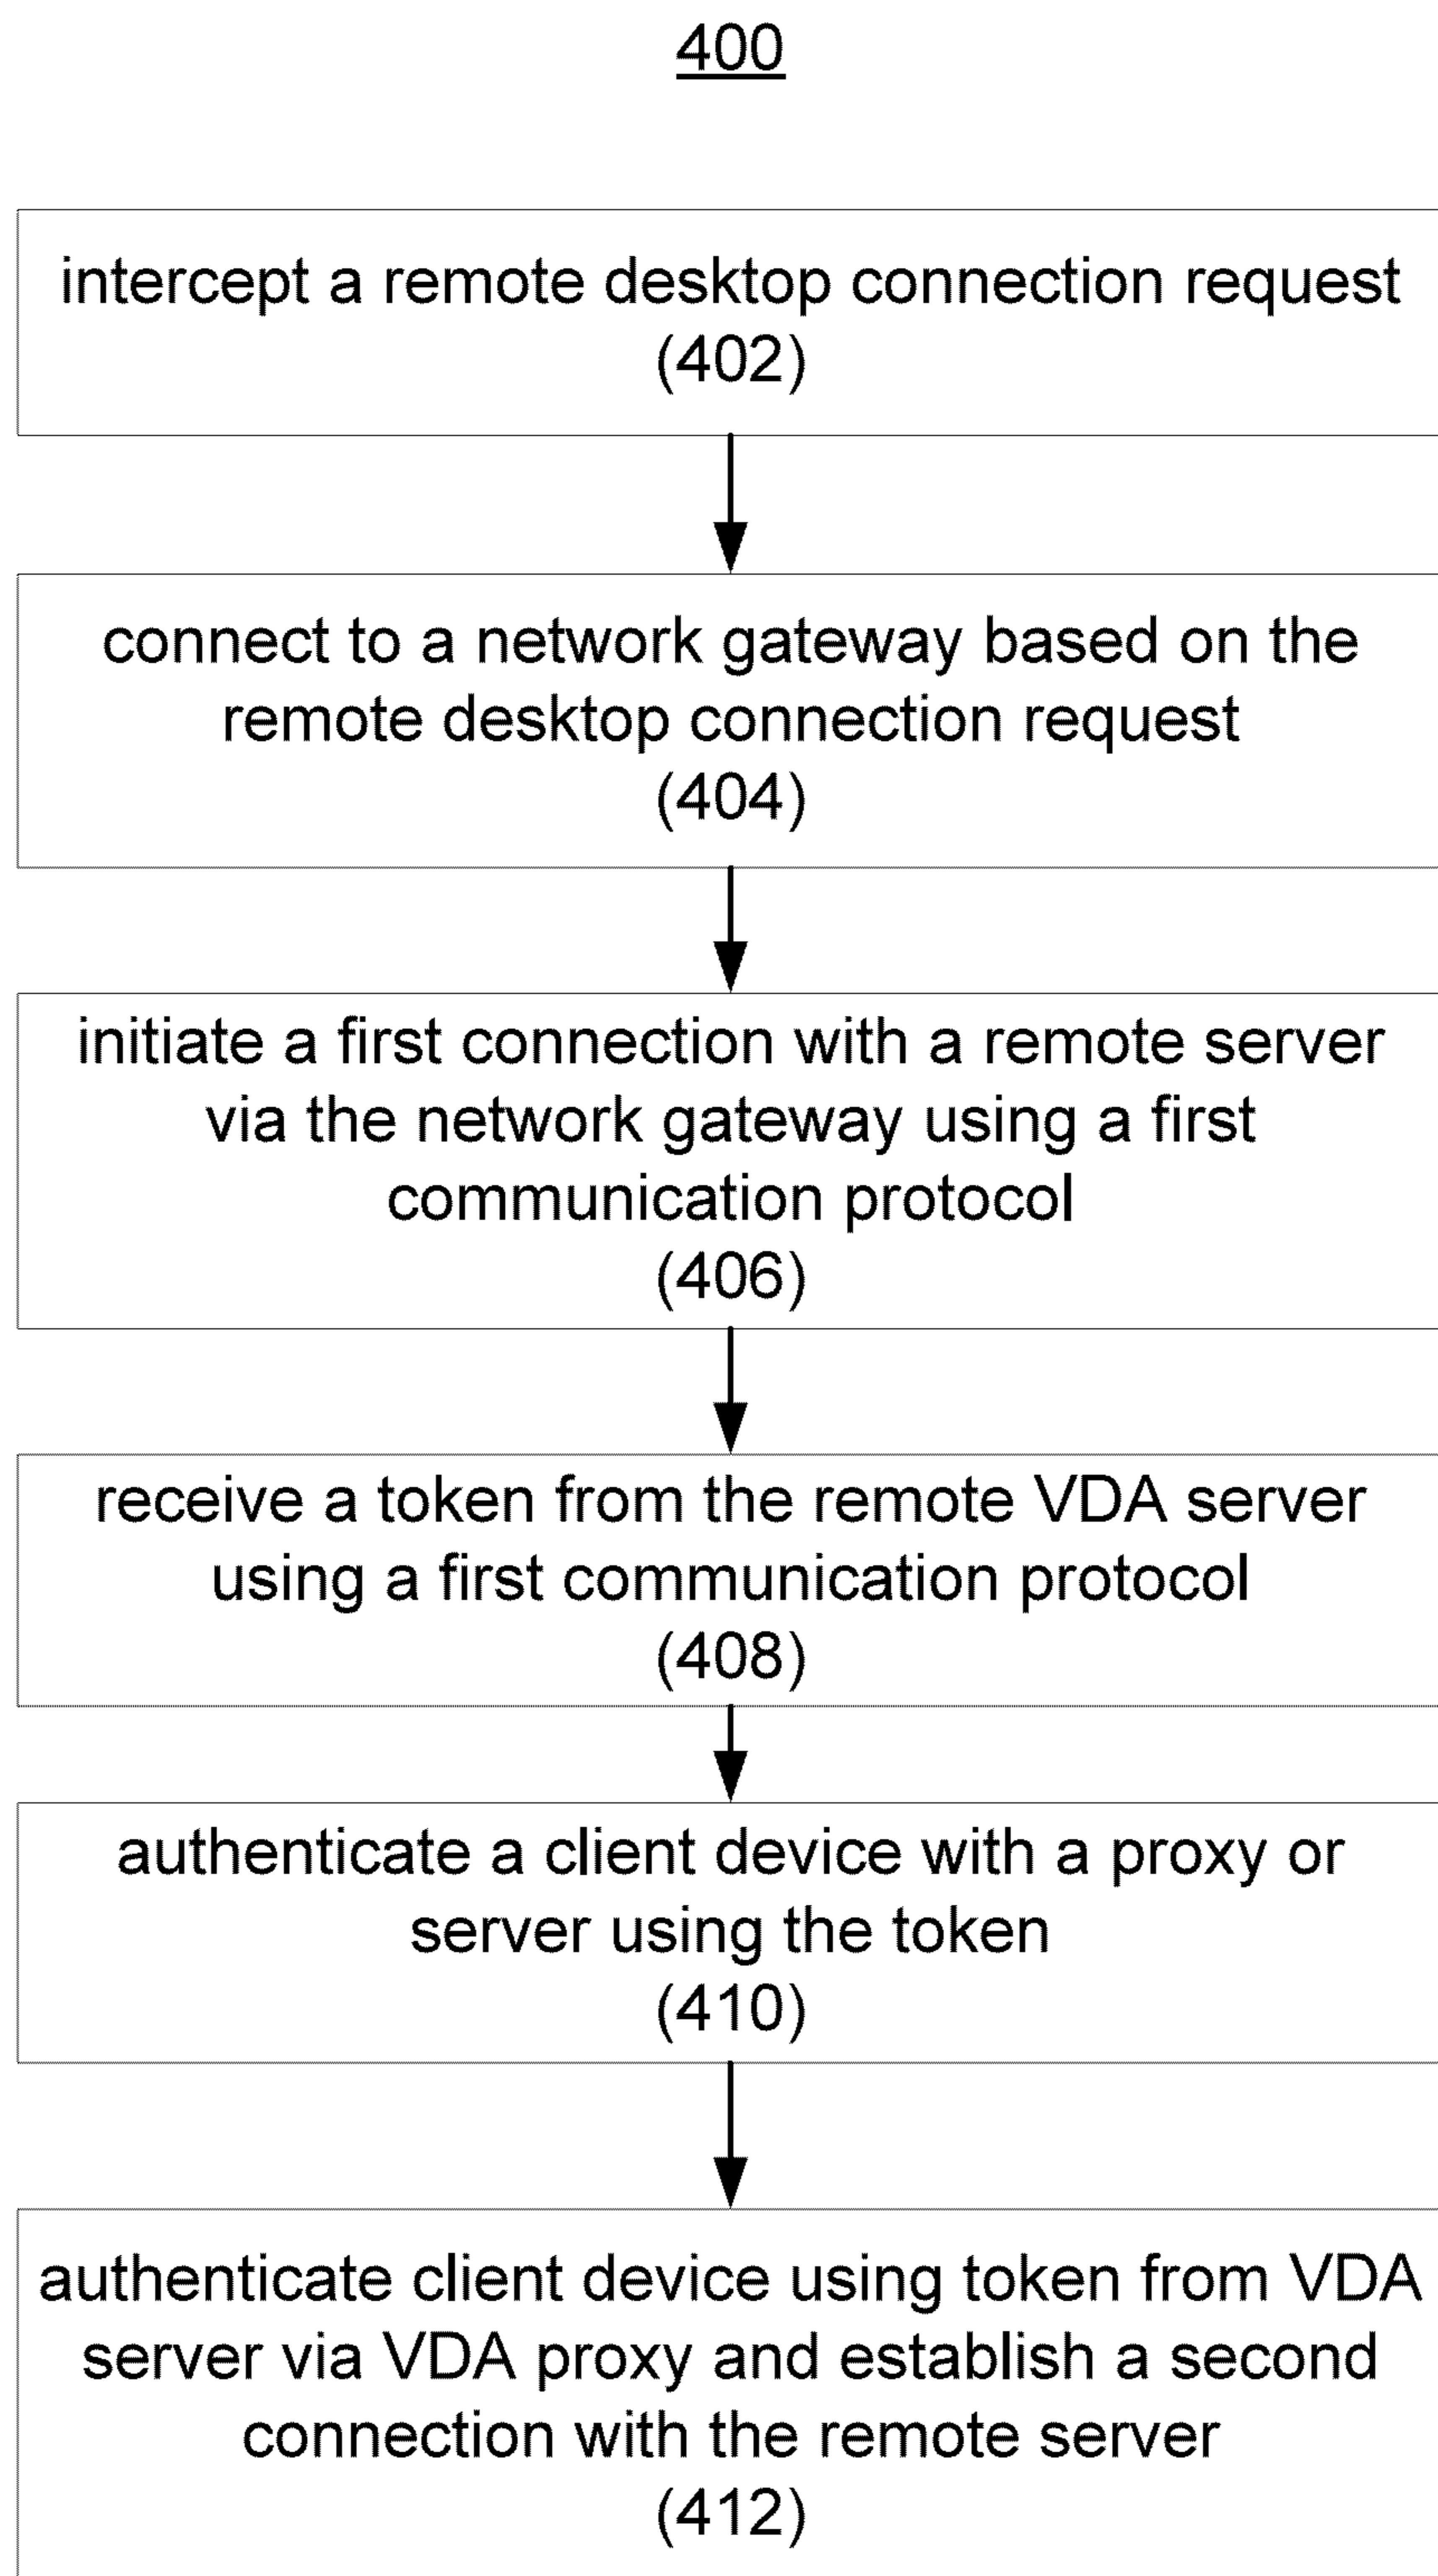 400
intercept a remote desktop connection request
(402)
connect to a network gateway based on the
remote desktop connection request
(404)
initiate a first connection with a remote server
via the network gateway using a first
communication protocol
(406)
receive a token from the remote VDA server
using a first communication protocol
(408)
authenticate a client device with a proxy or
server using the token
(410)
authenticate client device using token from VDA
server via VDA proxy and establish a second
connection with the remote server
(412)